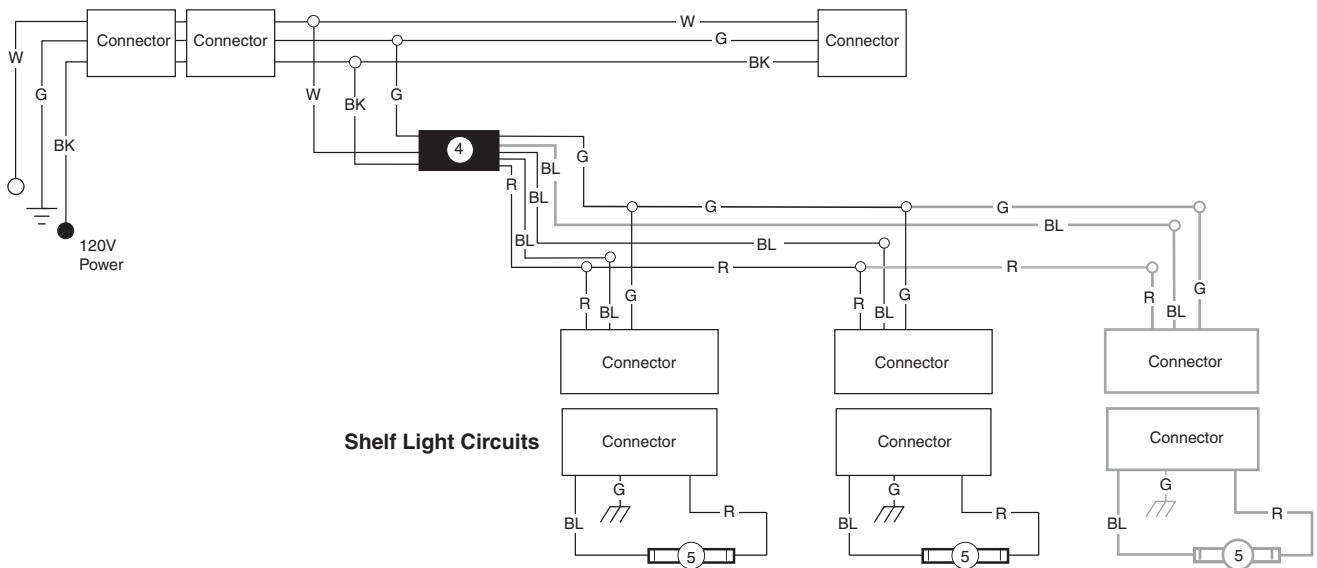 W
W
Connector
Connector
G
Connector
BK
W
G
W
BK
G
BK
4
G
BL
R
BL
BL
120V
Power
G
G
BL
BL
R
R
R
BL
G
R
BL
G
R
BL
G
Connector
Connector
Connector
Shelf Light Circuits
Connector
Connector
Connector
G
G
G
BL
R
BL
R
BL
R
5
5
5